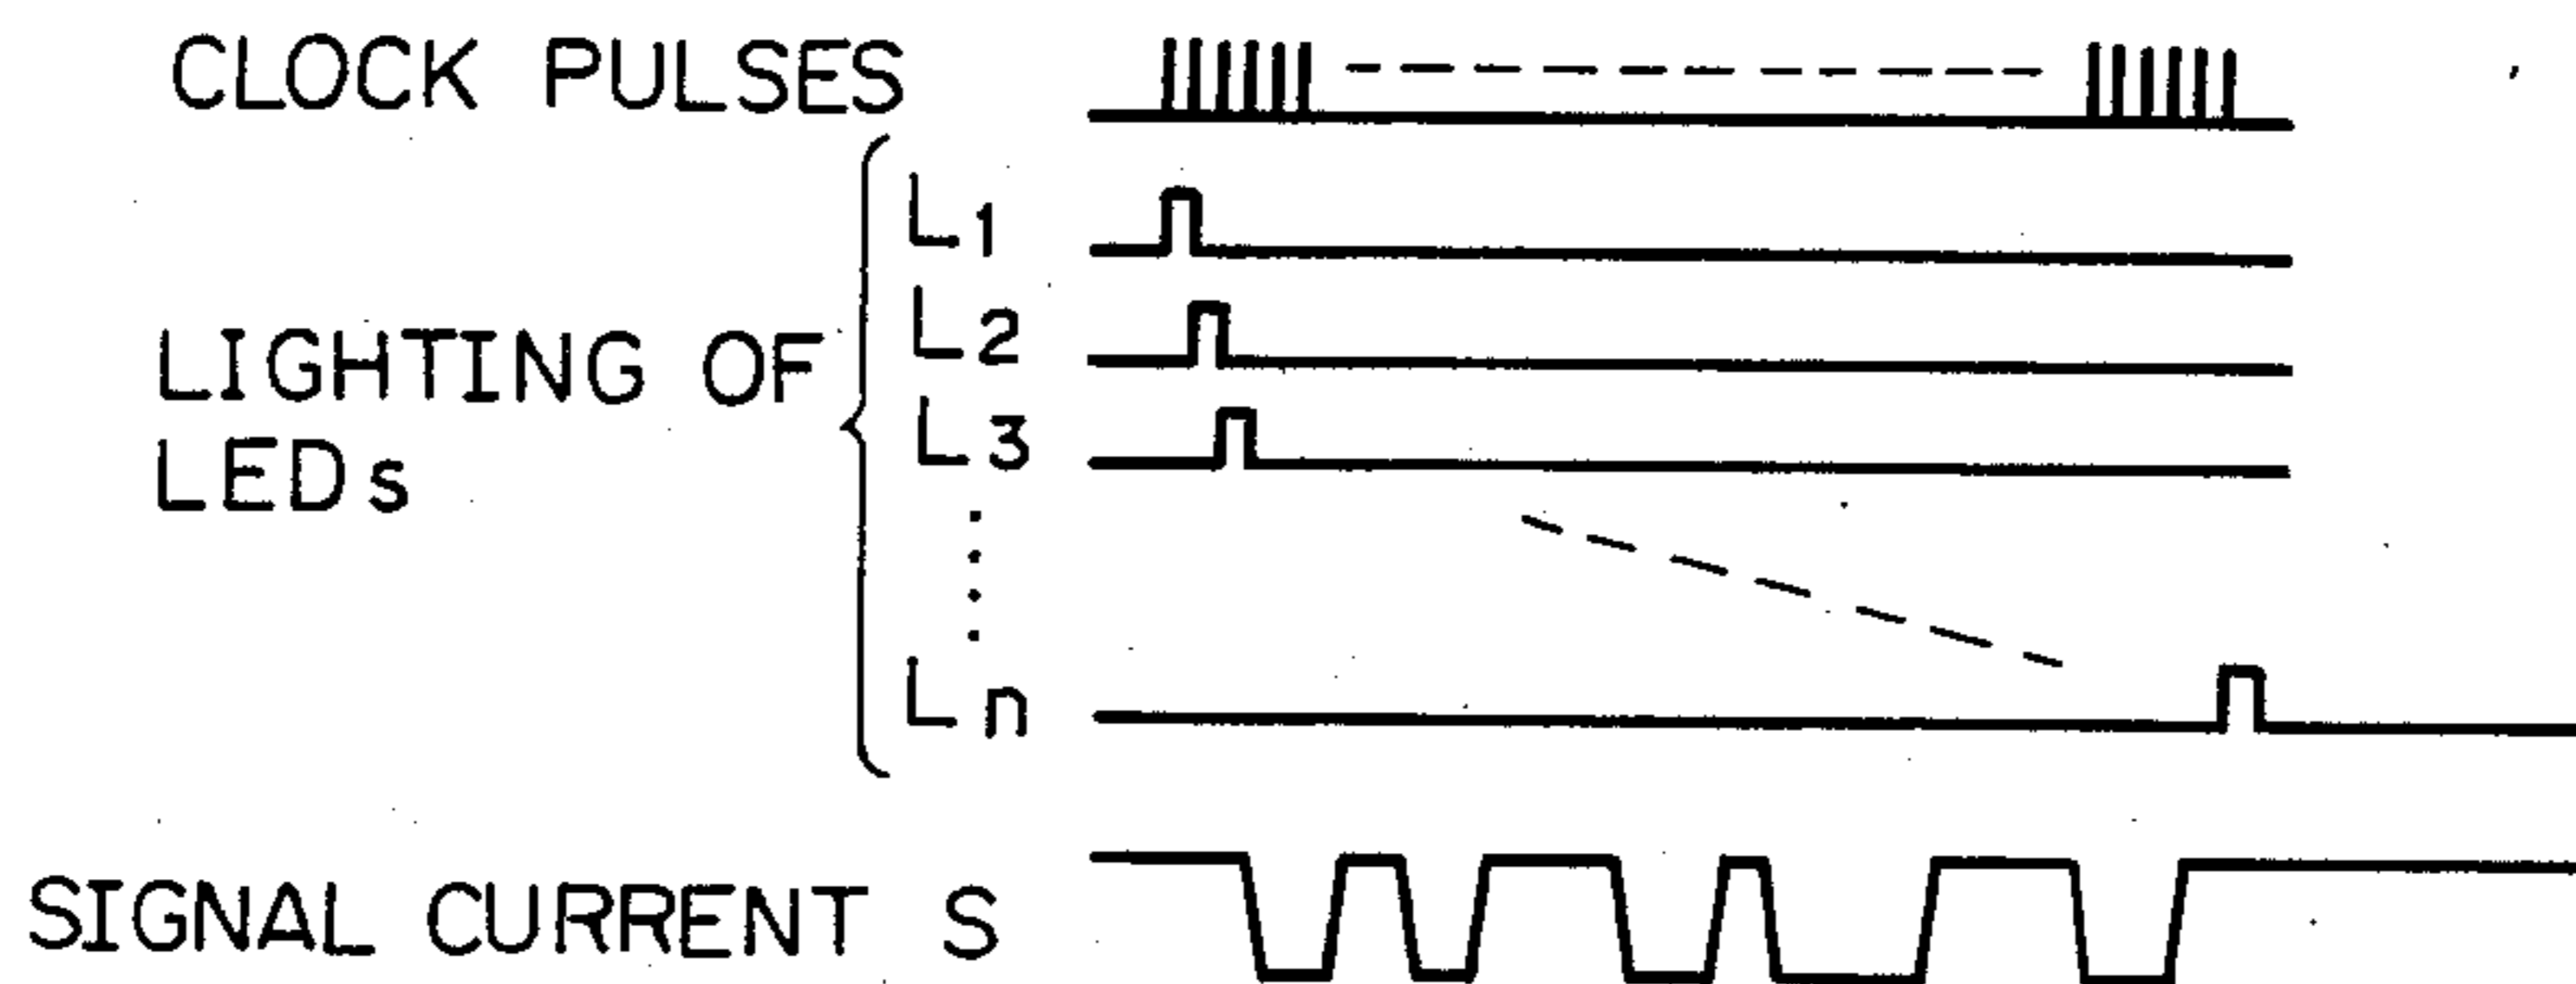 CLOCK PULSES
L1
L2
LIGHTING OF
LEDs
L3
Ln
SIGNAL CURRENT S